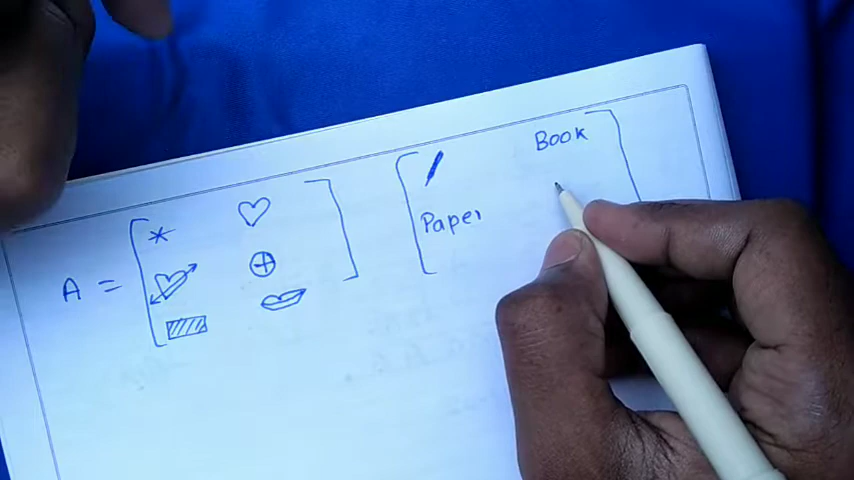 A = [ * ♡ ] [ Book ]
⊕ Paper